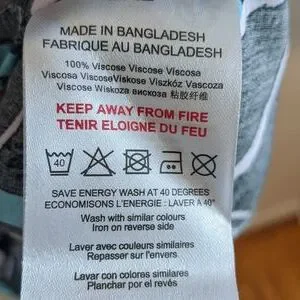 MADE IN BANGLADESH
FABRIQUE AU BANGLADESH
100% Viscose Viscose Viscosa
Viscosa ViscoseViskose Viszkóz Vascoza
Viscose Wiskoza вискоза 粘胶纤维
KEEP AWAY FROM FIRE
TENIR ELOIGNE DU FEU
40
SAVE ENERGY WASH AT 40 DEGREES
ECONOMISONS L'ENERGIE : LAVER A 40°
Wash with similar colours
Iron on reverse side
Laver avec couleurs similaires
Repasser sur l'envers
Lavar con colores similares
Planchar por el revés